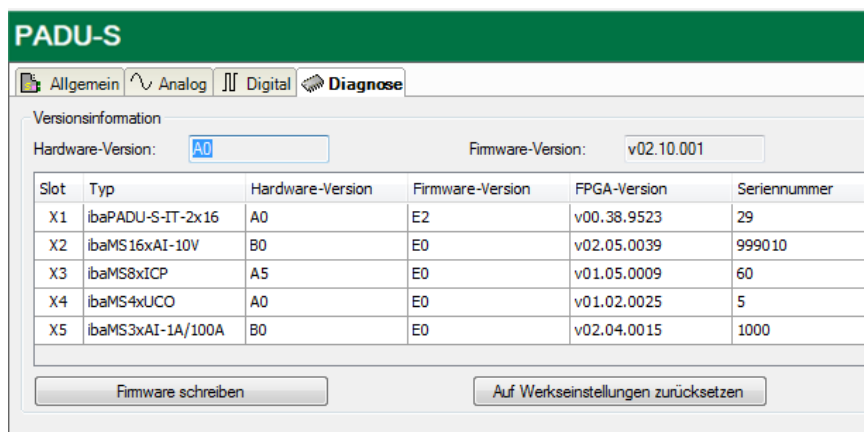 PADU-S
Allgemein Analog Digital Diagnose
Versionsinformation
Hardware-Version: A0 Firmware-Version: v02.10.001
Slot Typ Hardware-Version Firmware-Version FPGA-Version Seriennummer
X1 ibaPADU-S-IT-2x16 A0 E2 v00.38.9523 29
X2 ibaMS16xAI-10V B0 E0 v02.05.0039 999010
X3 ibaMS8xICP A5 E0 v01.05.0009 60
X4 ibaMS4xUCO A0 E0 v01.02.0025 5
X5 ibaMS3xAI-1A/100A B0 E0 v02.04.0015 1000
Firmware schreiben Auf Werkseinstellungen zurücksetzen